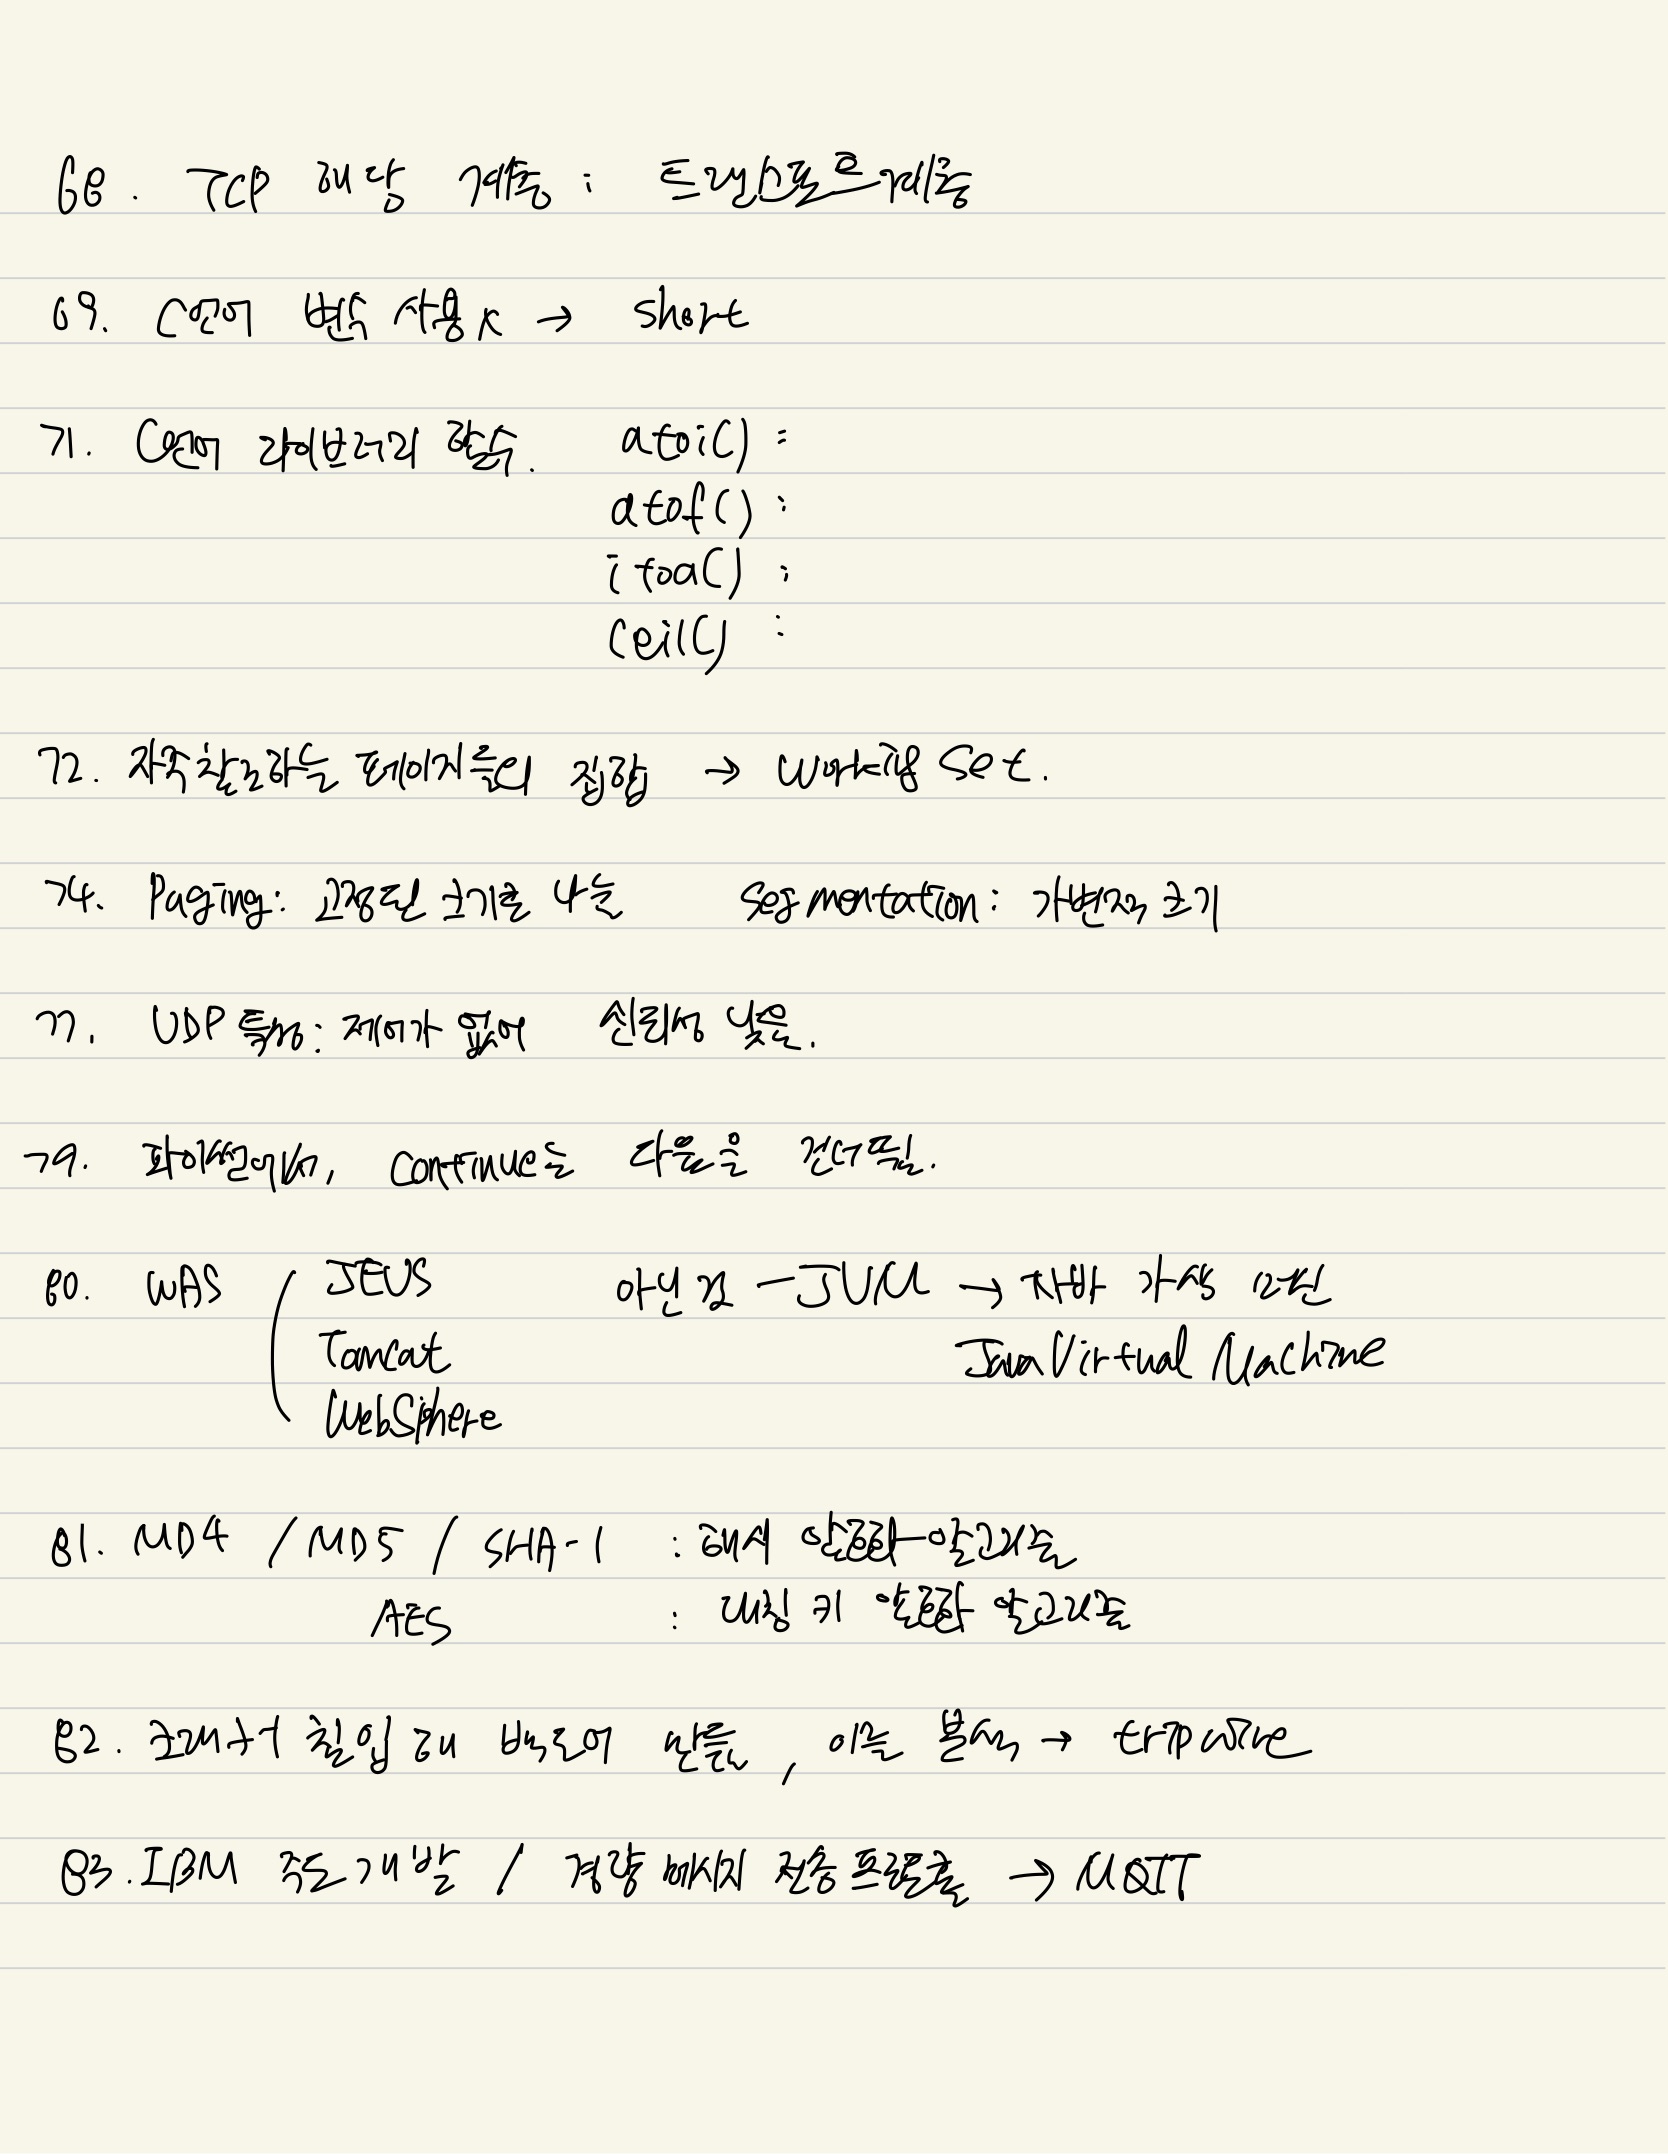 68. TCP 해당 계층 : 트랜스포트 계층
69. C언어 변수 사용 X → short
71. C언어 라이브러리 함수. atoi() :
atof() :
itoa() :
ceil() :
72. 자주 참조하는 페이지들의 집합 → working set.
74. Paging : 고정된 크기로 나눔 Segmentation : 가변적 크기
77. UDP 특징 : 제어가 없어 신뢰성 낮음.
79. 파이썬에서, continue는 다음을 건너뜀.
80. WAS JEUS 아닌 것 - JVM → 자바 가상 머신
Tomcat Java Virtual Machine
WebSphere
81. MD4 / MD5 / SHA-1 : 해시 암호화 알고리즘
AES : 대칭 키 암호화 알고리즘
82. 크래커 침입해 백도어 만듦, 이를 분석 → tripwire
83. IBM 주도 개발 / 경량 메시지 전송 프로토콜 → MQTT